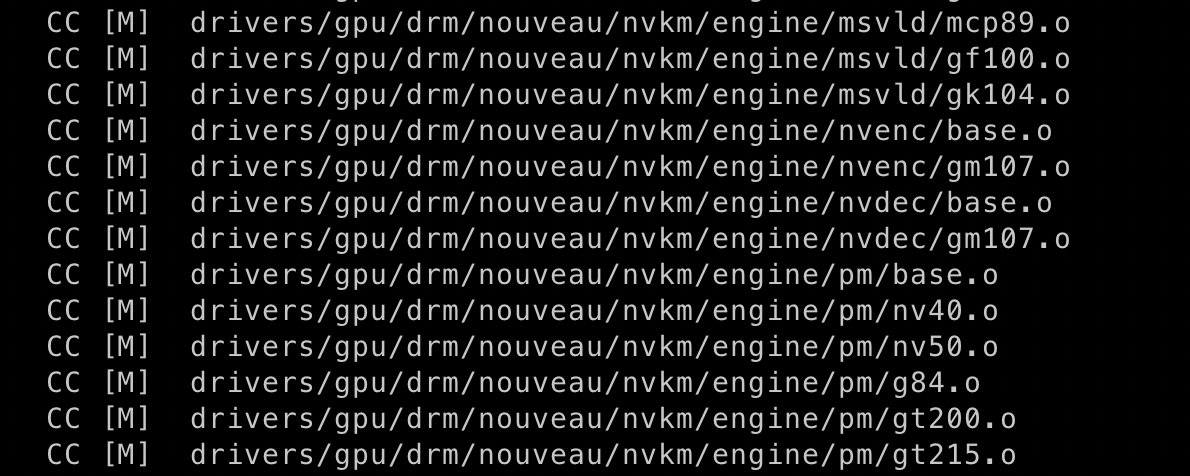 CC [M] drivers/gpu/drm/nouveau/nvkm/engine/msvld/mcp89.o
CC [M] drivers/gpu/drm/nouveau/nvkm/engine/msvld/gf100.o
CC [M] drivers/gpu/drm/nouveau/nvkm/engine/msvld/gk104.o
CC [M] drivers/gpu/drm/nouveau/nvkm/engine/nvenc/base.o
CC [M] drivers/gpu/drm/nouveau/nvkm/engine/nvenc/gm107.o
CC [M] drivers/gpu/drm/nouveau/nvkm/engine/nvdec/base.o
CC [M] drivers/gpu/drm/nouveau/nvkm/engine/nvdec/gm107.o
CC [M] drivers/gpu/drm/nouveau/nvkm/engine/pm/base.o
CC [M] drivers/gpu/drm/nouveau/nvkm/engine/pm/nv40.o
CC [M] drivers/gpu/drm/nouveau/nvkm/engine/pm/nv50.o
CC [M] drivers/gpu/drm/nouveau/nvkm/engine/pm/g84.o
CC [M] drivers/gpu/drm/nouveau/nvkm/engine/pm/gt200.o
CC [M] drivers/gpu/drm/nouveau/nvkm/engine/pm/gt215.o